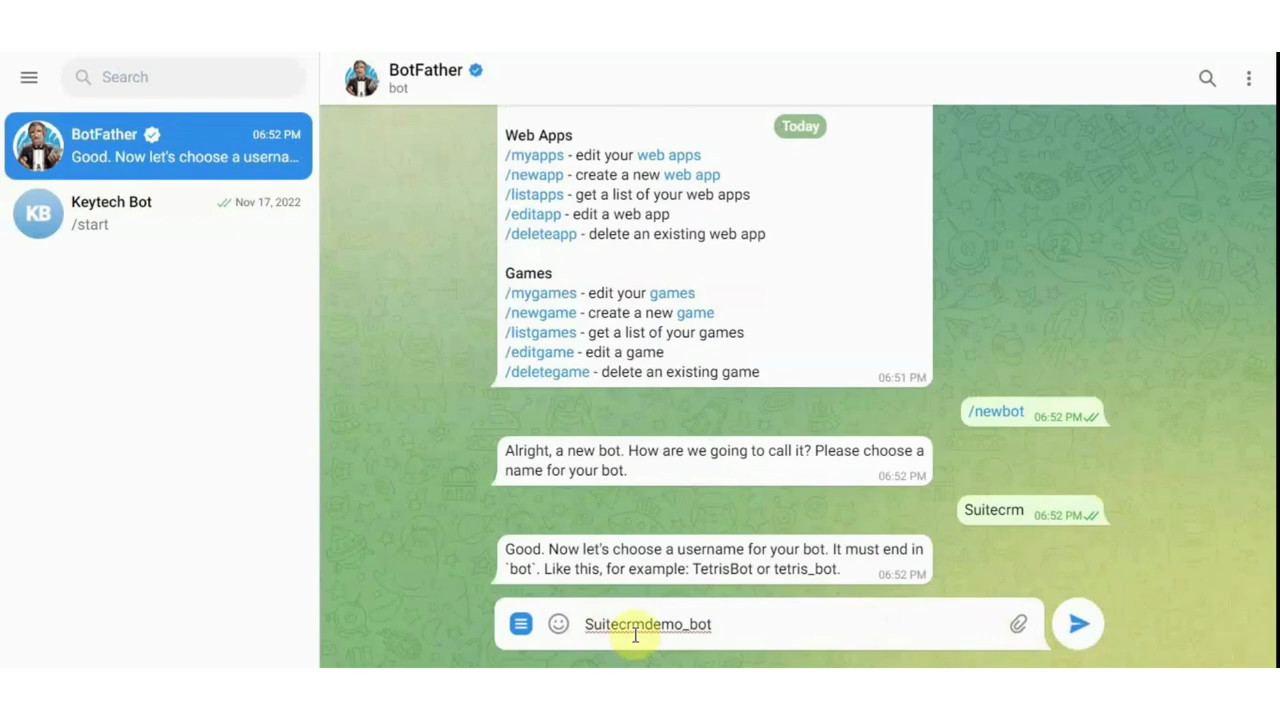 Search
BotFather
06:52 PM
Good. Now let's choose a userna...
KB
Keytech Bot
Nov 17, 2022
/start
BotFather
bot
Today
Web Apps
/myapps - edit your web apps
/newapp - create a new web app
/listapps - get a list of your web apps
/editapp - edit a web app
/deleteapp - delete an existing web app
Games
/mygames - edit your games
/newgame - create a new game
/listgames - get a list of your games
/editgame - edit a game
/deletegame - delete an existing game
06:51 PM
/newbot 06:52 PM
Alright, a new bot. How are we going to call it? Please choose a
name for your bot.
06:52 PM
Suitecrm 06:52 PM
Good. Now let's choose a username for your bot. It must end in
`bot`. Like this, for example: TetrisBot or tetris_bot.
06:52 PM
Suitecrmdemo_bot